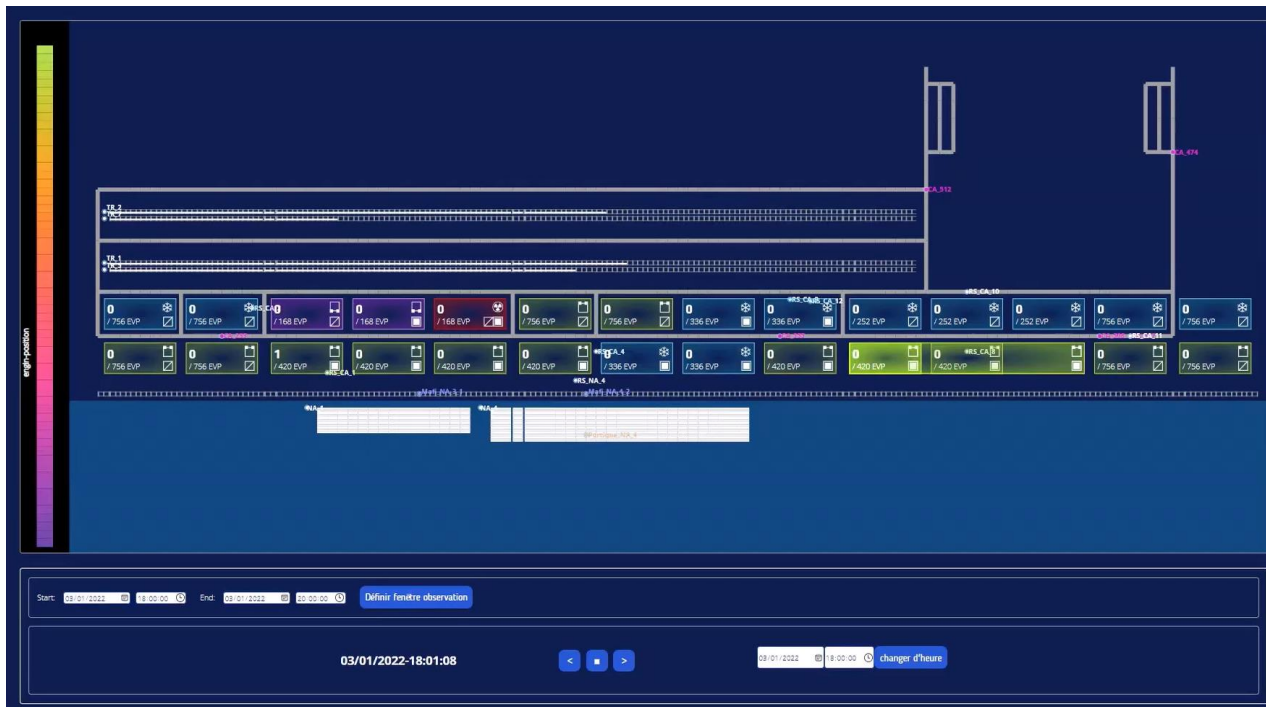 engin-position
CA_474
CA_512
TR_2
TR_1
RS_CA_10
RS_CA_12
0 0 0 0 0 0 0 0 0 0 0 0 0 0
/ 756 EVP / 756 EVP / 168 EVP / 168 EVP / 168 EVP / 756 EVP / 756 EVP / 336 EVP / 336 EVP / 252 EVP / 252 EVP / 252 EVP / 756 EVP / 756 EVP
RS_CA_11
RS_CA_4
0 0 1 0 0 0 0 0 0 0 0 0 0
/ 756 EVP / 756 EVP / 420 EVP / 420 EVP / 420 EVP / 420 EVP / 336 EVP / 336 EVP / 420 EVP / 420 EVP / 420 EVP / 756 EVP / 756 EVP
RS_CA_1
RS_NA_4
Start: 03/01/2022 18:00:00 End: 03/01/2022 20:00:00 Définir fenêtre observation
03/01/2022-18:01:08 < ■ > 03/01/2022 18:00:00 changer d'heure